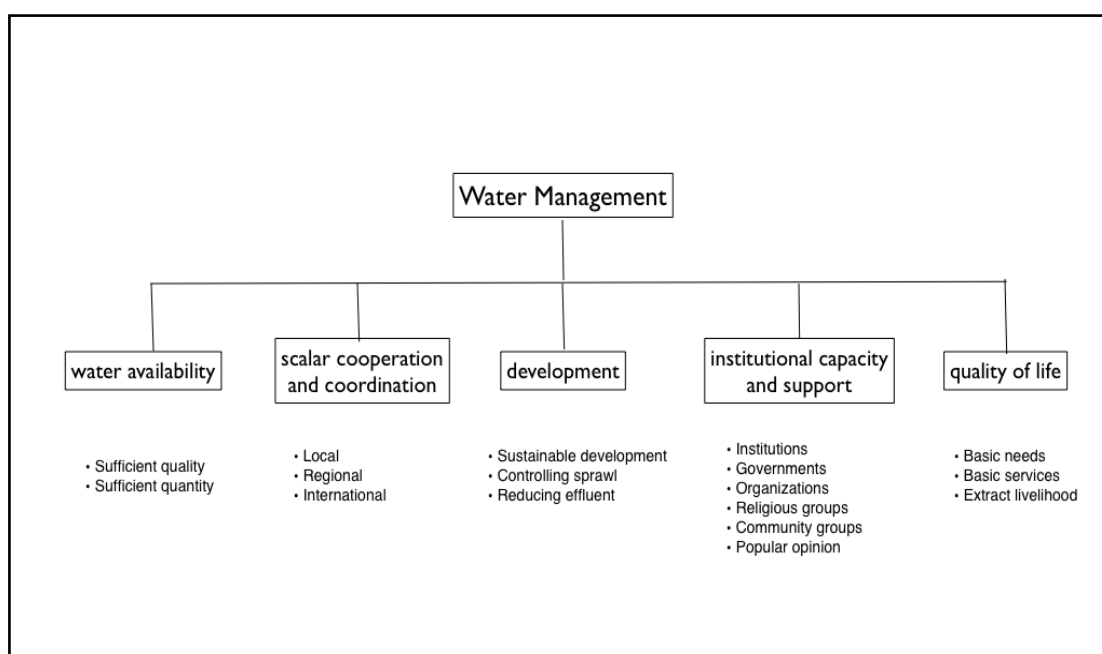 Water Management
water availability
scalar cooperation
and coordination
development
institutional capacity
and support
quality of life
• Sufficient quality
• Sufficient quantity
• Local
• Regional
• International
• Sustainable development
• Controlling sprawl
• Reducing effluent
• Institutions
• Governments
• Organizations
• Religious groups
• Community groups
• Popular opinion
• Basic needs
• Basic services
• Extract livelihood